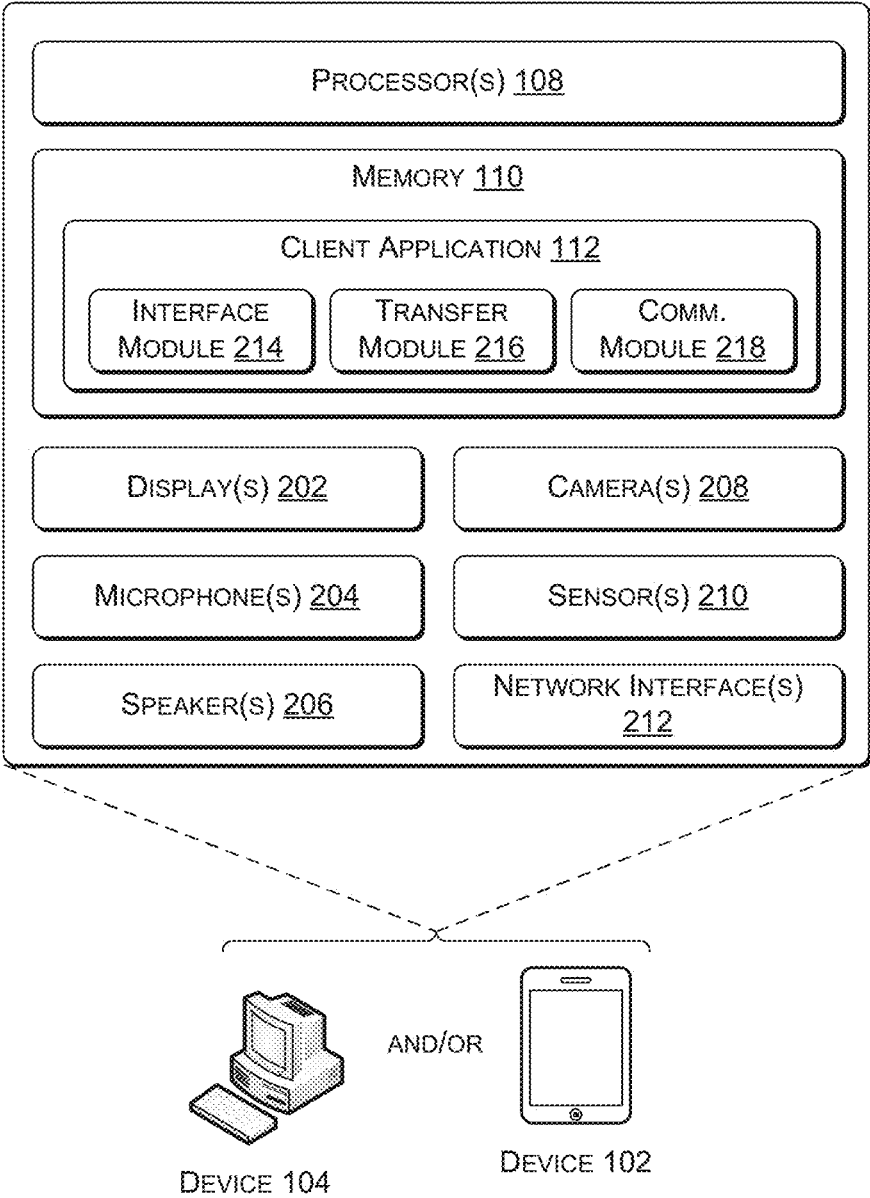 PROCESSOR(S) 108
MEMORY 110
CLIENT APPLICATION 112
INTERFACE
MODULE 214
TRANSFER
MODULE 216
COMM.
MODULE 218
DISPLAY(S) 202
CAMERA(S) 208
MICROPHONE(S) 204
SENSOR(S) 210
SPEAKER(S) 206
NETWORK INTERFACE(S)
212
AND/OR
DEVICE 104
DEVICE 102